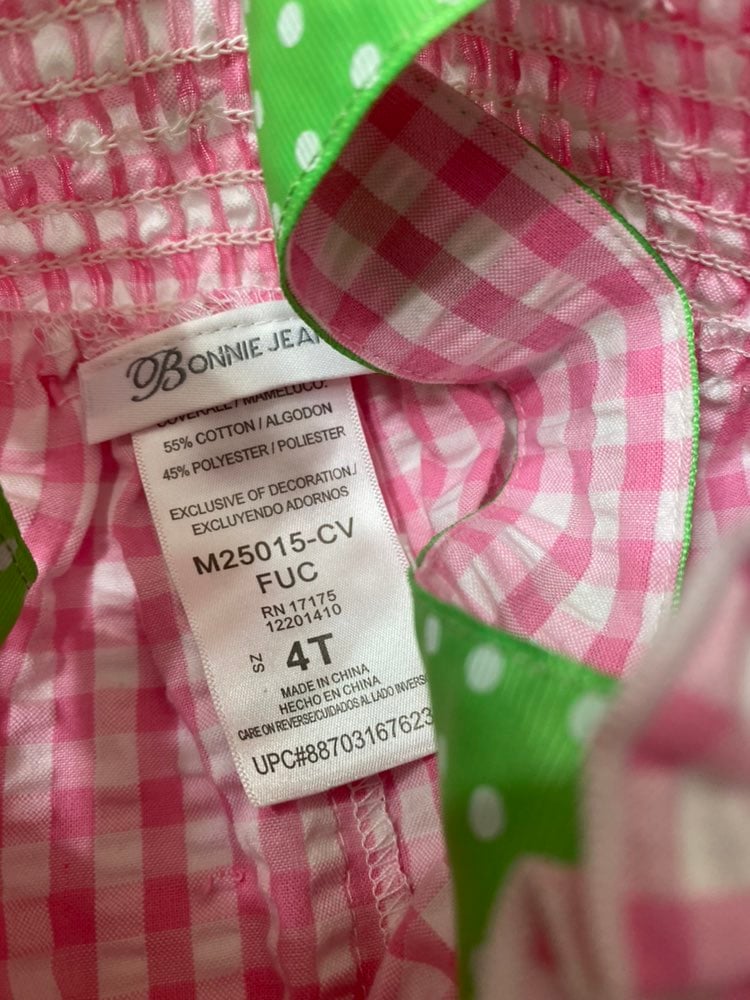 BONNIE JEA
COVERALL / MAMELUCO:
55% COTTON / ALGODON
45% POLYESTER / POLIESTER
EXCLUSIVE OF DECORATION /
EXCLUYENDO ADORNOS
M25015-CV
FUC
RN 17175
12201410
SZ 4T
MADE IN CHINA
HECHO EN CHINA
CARE ON REVERSE/CUIDADOS AL LADO INVERS
UPC#88703167623